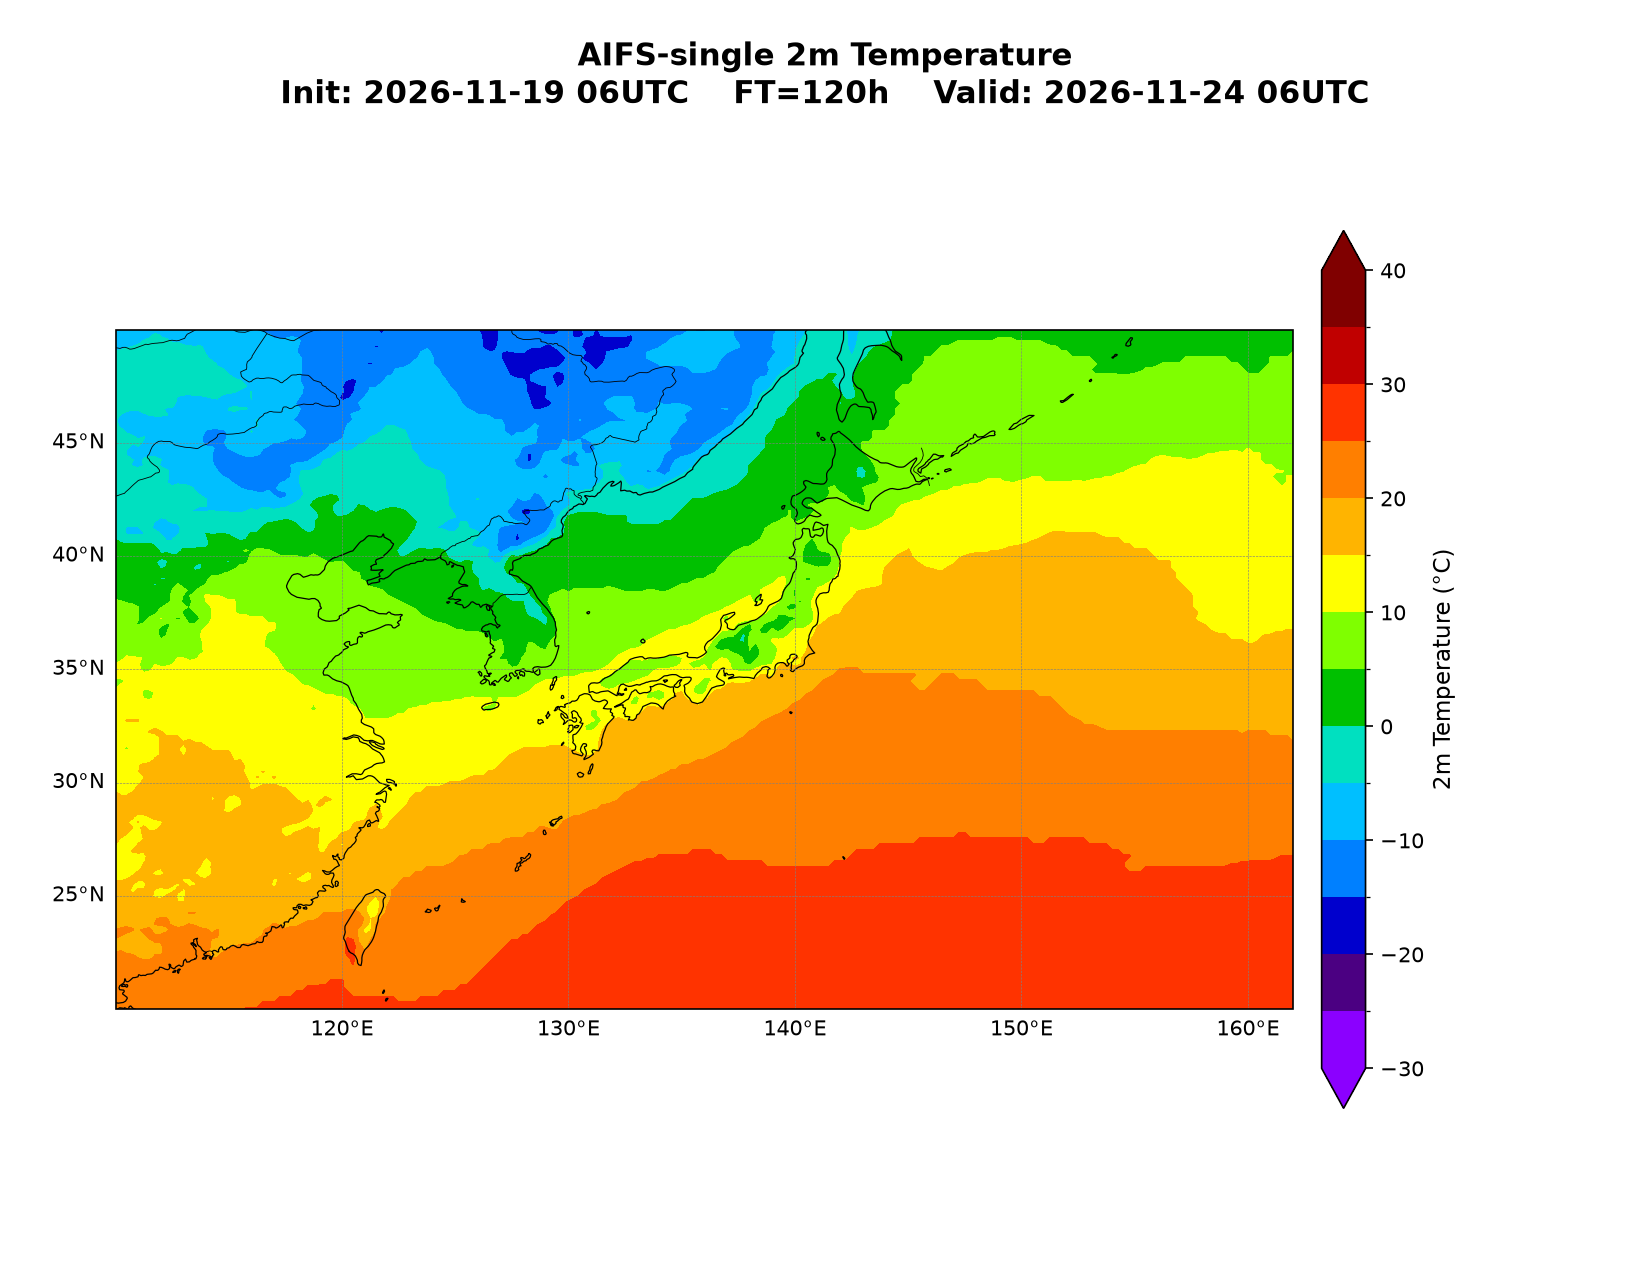 AIFS-single 2m Temperature
Init: 2026-11-19 06UTC    FT=120h    Valid: 2026-11-24 06UTC
45°N
40°N
35°N
30°N
25°N
120°E
130°E
140°E
150°E
160°E
40
30
20
10
0
−10
−20
−30
2m Temperature (°C)